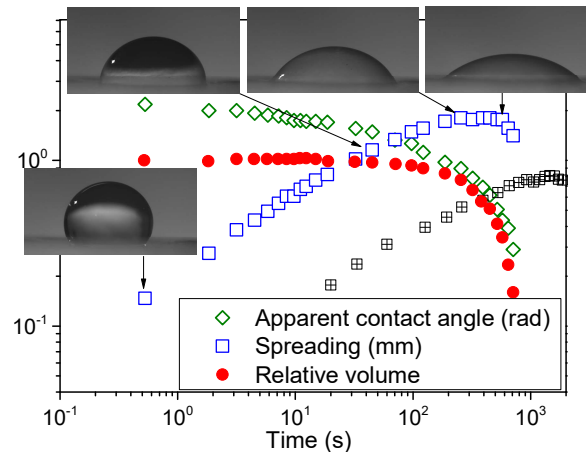 10⁰
10⁻¹
Apparent contact angle (rad)
Spreading (mm)
Relative volume
10⁻¹ 10⁰ 10¹ 10² 10³
Time (s)